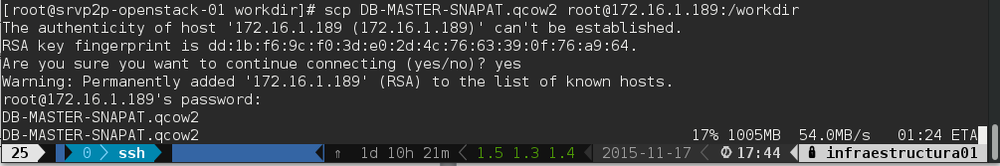 [root@srvp2p-openstack-01 workdir]# scp DB-MASTER-SNAPAT.qcow2 root@172.16.1.189:/workdir
The authenticity of host '172.16.1.189 (172.16.1.189)' can't be established.
RSA key fingerprint is dd:1b:f6:9c:f0:3d:e0:2d:4c:76:63:39:0f:76:a9:64.
Are you sure you want to continue connecting (yes/no)? yes
Warning: Permanently added '172.16.1.189' (RSA) to the list of known hosts.
root@172.16.1.189's password:
DB-MASTER-SNAPAT.qcow2
DB-MASTER-SNAPAT.qcow2 17% 1005MB 54.0MB/s 01:24 ETA
25 0 ssh ↑ 1d 10h 21m 1.5 1.3 1.4 2015-11-17 17:44 infraestructura01